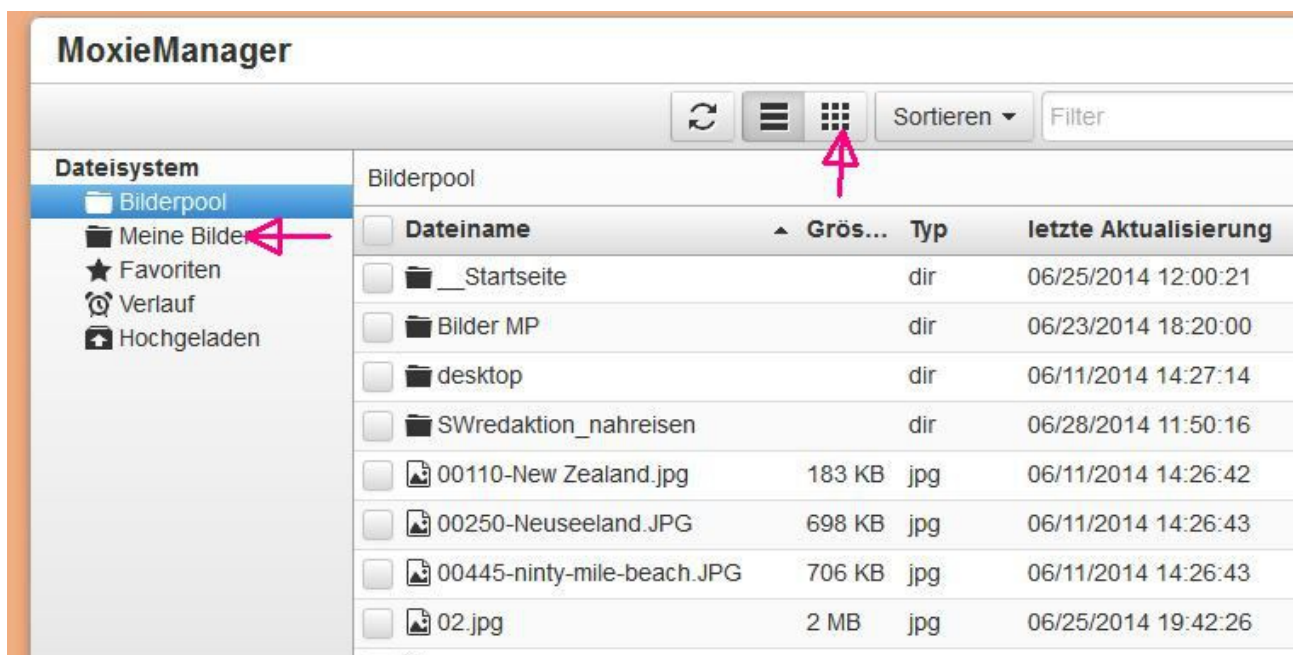 MoxieManager
Sortieren Filter
Dateisystem
Bilderpool
Meine Bilder
Favoriten
Verlauf
Hochgeladen
Bilderpool
Dateiname Grös... Typ letzte Aktualisierung
__Startseite dir 06/25/2014 12:00:21
Bilder MP dir 06/23/2014 18:20:00
desktop dir 06/11/2014 14:27:14
SWredaktion_nahreisen dir 06/28/2014 11:50:16
00110-New Zealand.jpg 183 KB jpg 06/11/2014 14:26:42
00250-Neuseeland.JPG 698 KB jpg 06/11/2014 14:26:43
00445-ninty-mile-beach.JPG 706 KB jpg 06/11/2014 14:26:43
02.jpg 2 MB jpg 06/25/2014 19:42:26